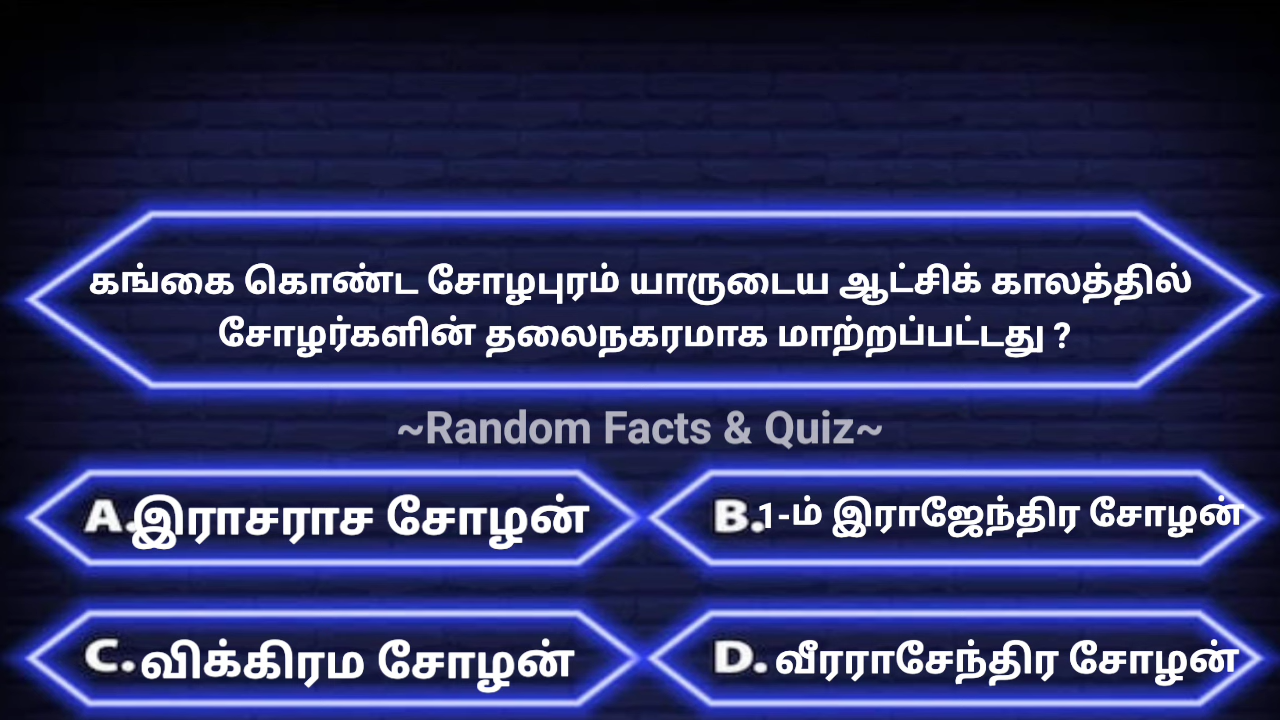 கங்கை கொண்ட சோழபுரம் யாருடைய ஆட்சிக் காலத்தில்
சோழர்களின் தலைநகரமாக மாற்றப்பட்டது ?
~Random Facts & Quiz~
A. இராசராச சோழன்
B. 1-ம் இராஜேந்திர சோழன்
C. விக்கிரம சோழன்
D. வீரராசேந்திர சோழன்